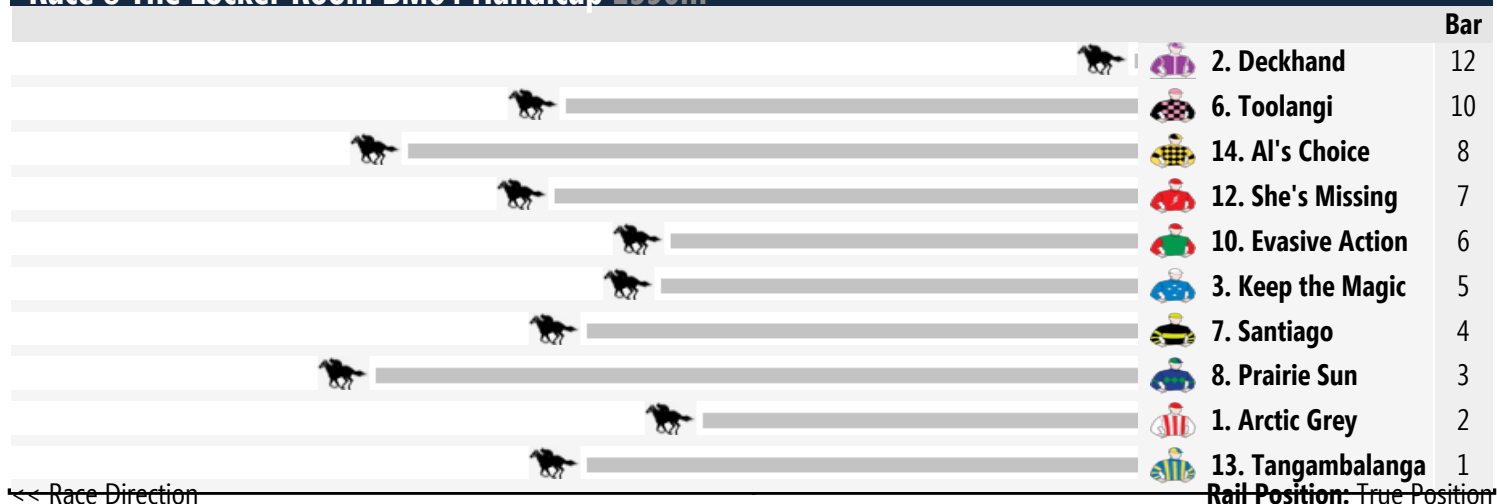 Bar
2. Deckhand 12
6. Toolangi 10
14. Al's Choice 8
12. She's Missing 7
10. Evasive Action 6
3. Keep the Magic 5
7. Santiago 4
8. Prairie Sun 3
1. Arctic Grey 2
13. Tangambalanga 1
<< Race Direction Rail Position: True Position